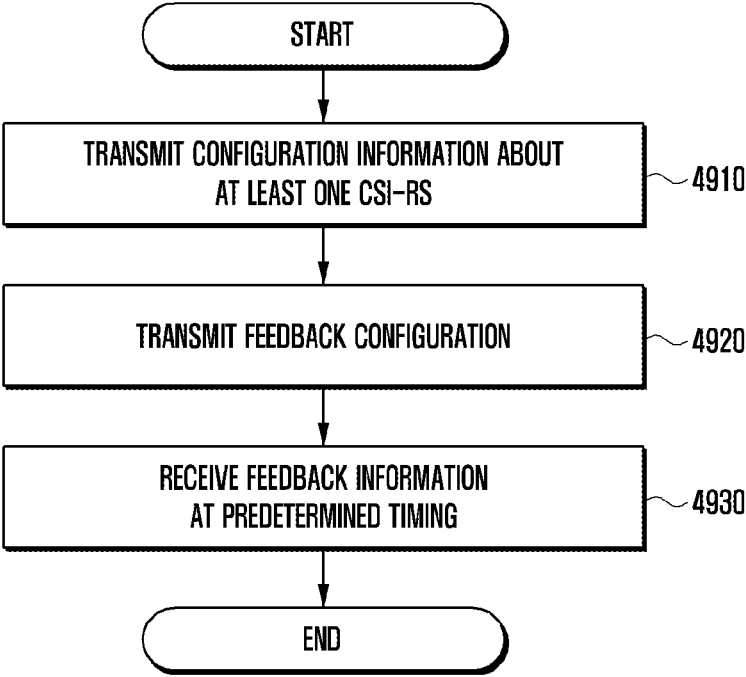 START
TRANSMIT CONFIGURATION INFORMATION ABOUT
AT LEAST ONE CSI-RS
4910
TRANSMIT FEEDBACK CONFIGURATION
4920
RECEIVE FEEDBACK INFORMATION
AT PREDETERMINED TIMING
4930
END